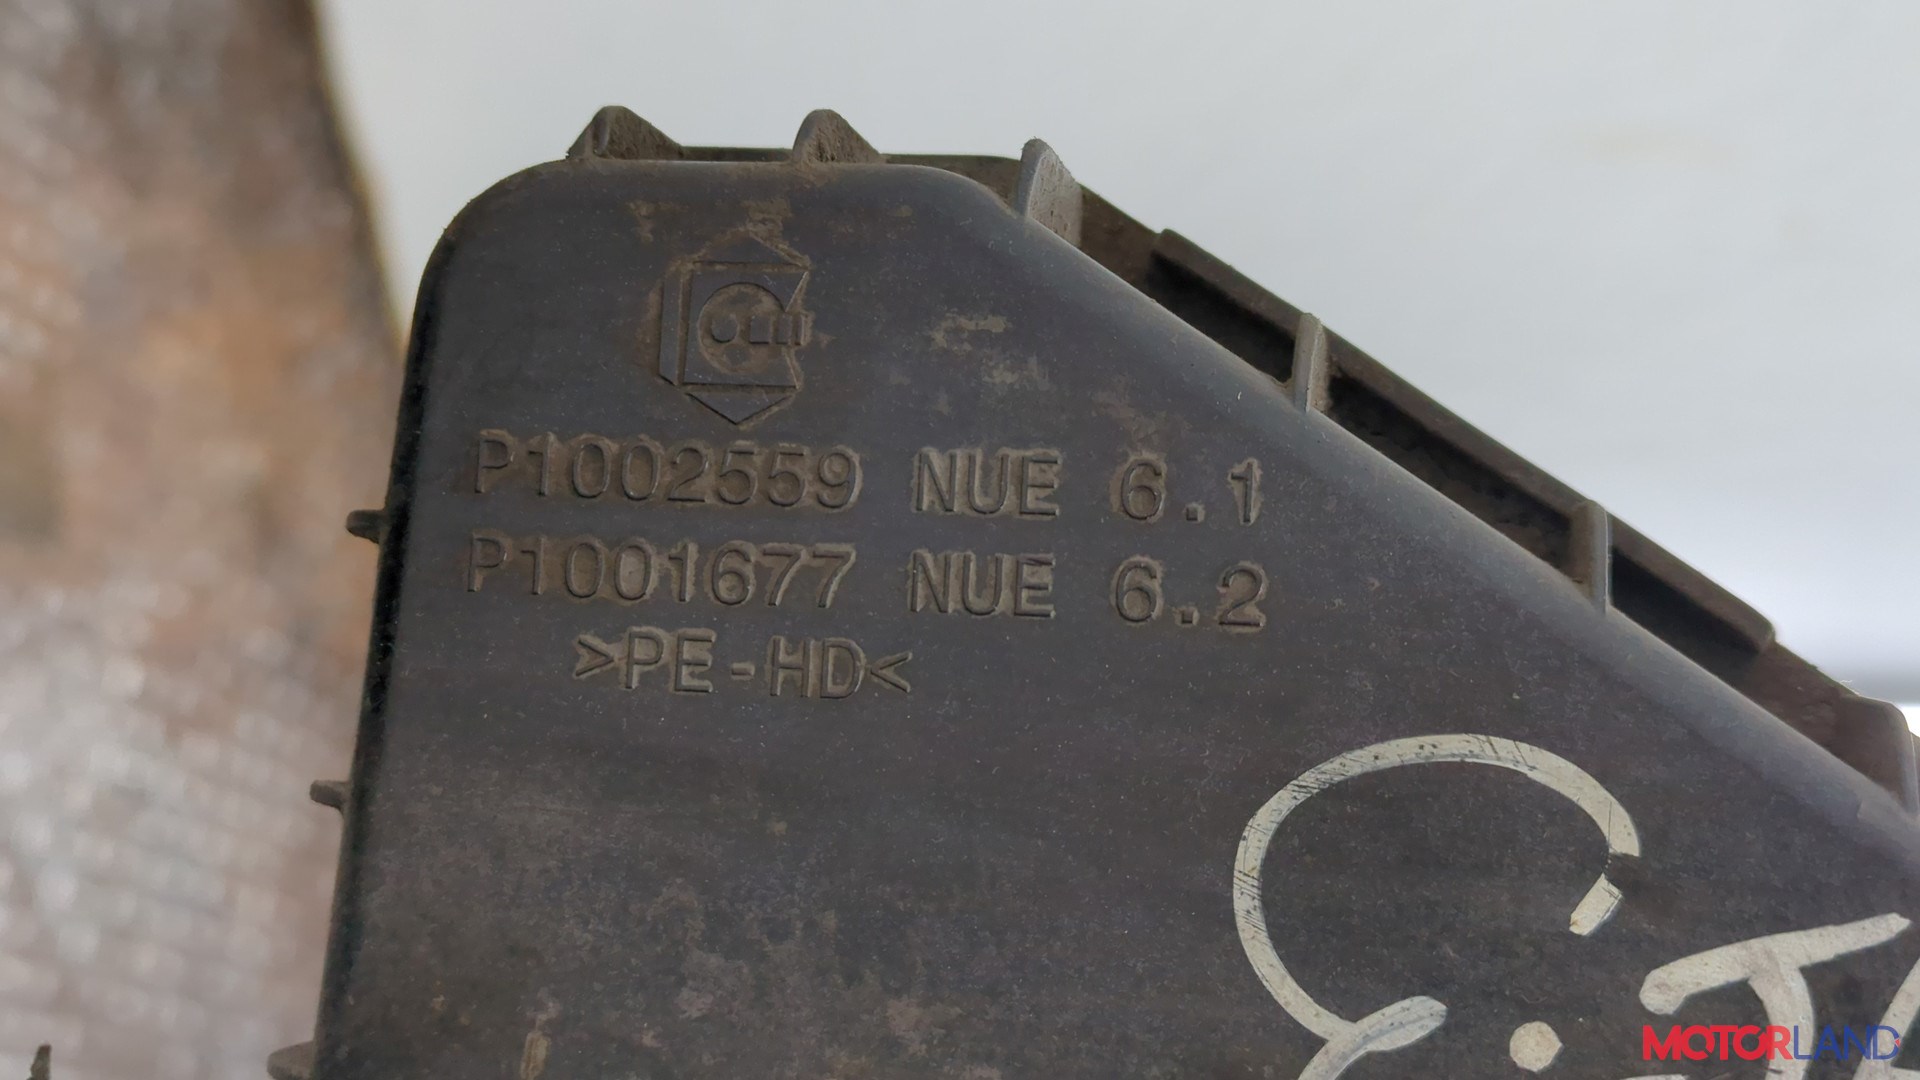 P1002559 NUE 6.1
P1001677 NUE 6.2
>PE-HD<
MOTORLAND